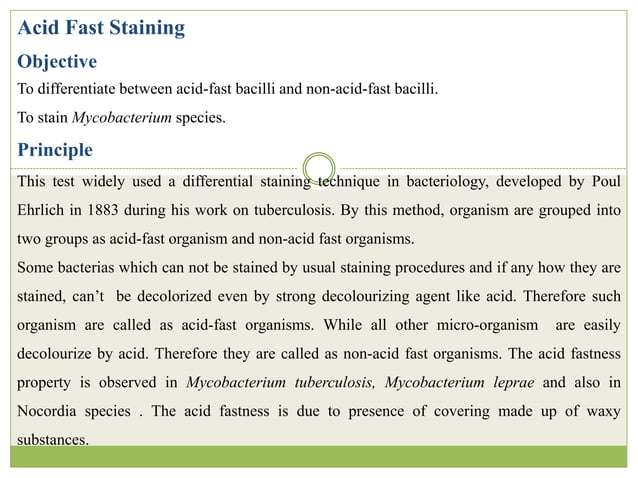 Acid Fast Staining
Objective
To differentiate between acid-fast bacilli and non-acid-fast bacilli.
To stain Mycobacterium species.
Principle
This test widely used a differential staining technique in bacteriology, developed by Poul
Ehrlich in 1883 during his work on tuberculosis. By this method, organism are grouped into
two groups as acid-fast organism and non-acid fast organisms.
Some bacterias which can not be stained by usual staining procedures and if any how they are
stained, can’t be decolorized even by strong decolourizing agent like acid. Therefore such
organism are called as acid-fast organisms. While all other micro-organism are easily
decolourize by acid. Therefore they are called as non-acid fast organisms. The acid fastness
property is observed in Mycobacterium tuberculosis, Mycobacterium leprae and also in
Nocordia species . The acid fastness is due to presence of covering made up of waxy
substances.